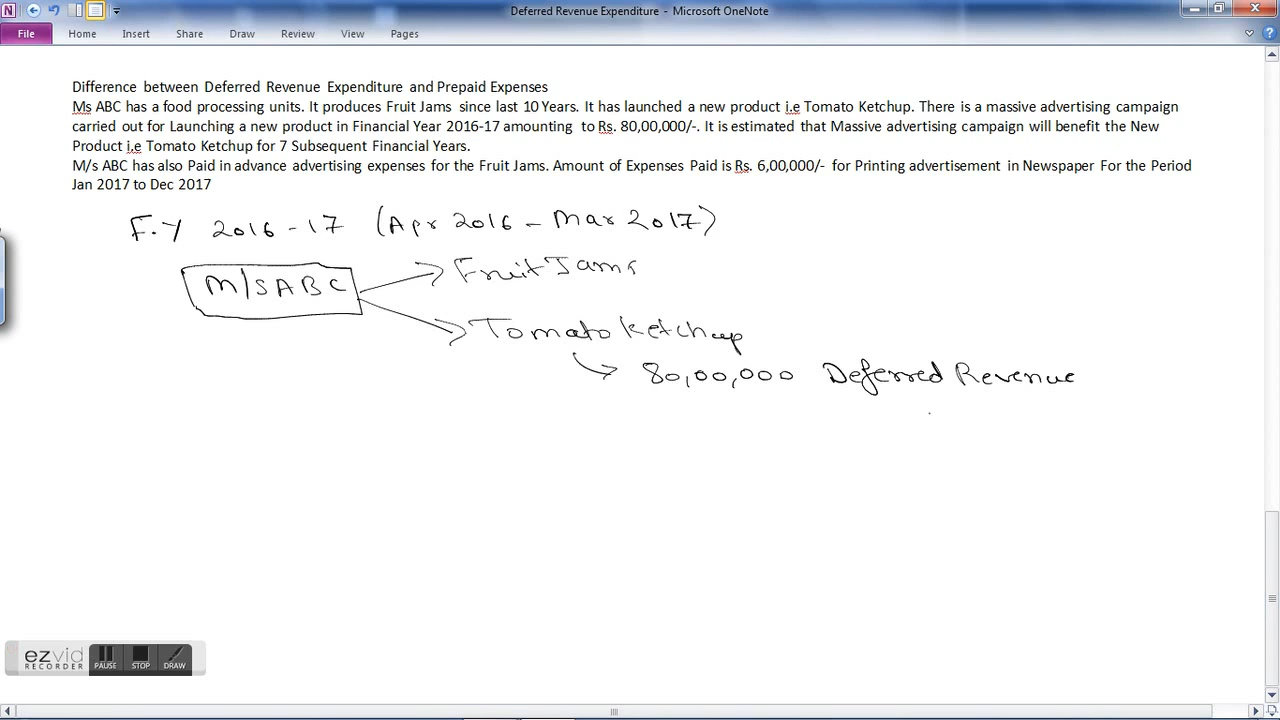 Deferred Revenue Expenditure - Microsoft OneNote
File Home Insert Share Draw Review View Pages
Difference between Deferred Revenue Expenditure and Prepaid Expenses
Ms ABC has a food processing units. It produces Fruit Jams since last 10 Years. It has launched a new product i.e Tomato Ketchup. There is a massive advertising campaign
carried out for Launching a new product in Financial Year 2016-17 amounting to Rs. 80,00,000/-. It is estimated that Massive advertising campaign will benefit the New
Product i.e Tomato Ketchup for 7 Subsequent Financial Years.
M/s ABC has also Paid in advance advertising expenses for the Fruit Jams. Amount of Expenses Paid is Rs. 6,00,000/- for Printing advertisement in Newspaper For the Period
Jan 2017 to Dec 2017
F.Y 2016-17 (Apr 2016 - Mar 2017)
Fruit Jams
M/S ABC
Tomato Ketchup
80,00,000 Deferred Revenue
ezvid
RECORDER
PAUSE STOP DRAW